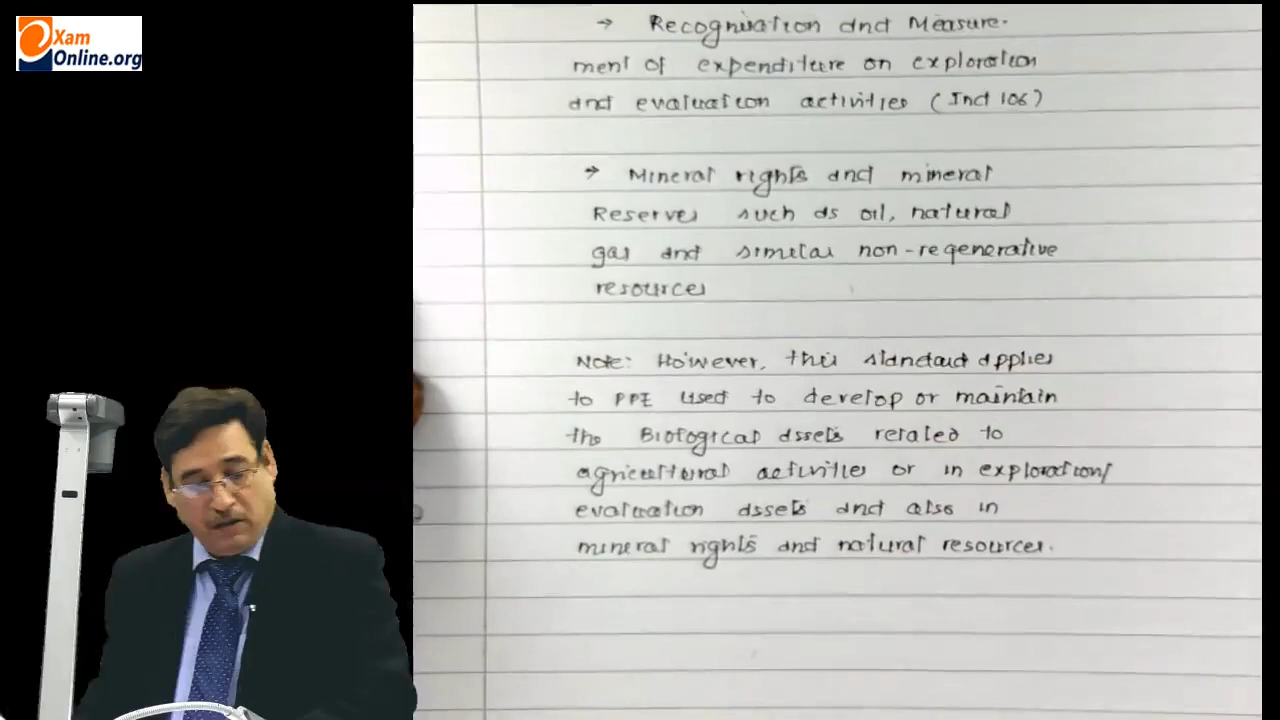 eXam
Online.org
→ Recognisation and Measure-
ment of expenditure on exploration
and evaluation activities (Ind 106)
→ Mineral rights and mineral
Reserves such as oil, natural
gas and similar non-regenerative
resources
Note: However, this standard applies
to PPE used to develop or maintain
the Biological assets related to
agricultural activities or in exploration/
evaluation assets and also in
mineral rights and natural resources.